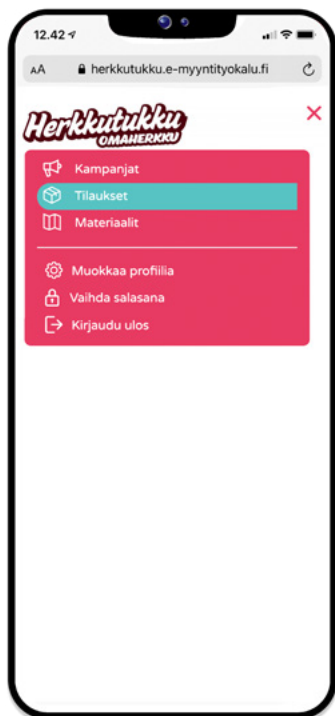 12.42
AA herkkutukku.e-myyntityokalu.fi
Herkkutukku
OMAHERKKU
Kampanjat
Tilaukset
Materiaalit
Muokkaa profiilia
Vaihda salasana
Kirjaudu ulos